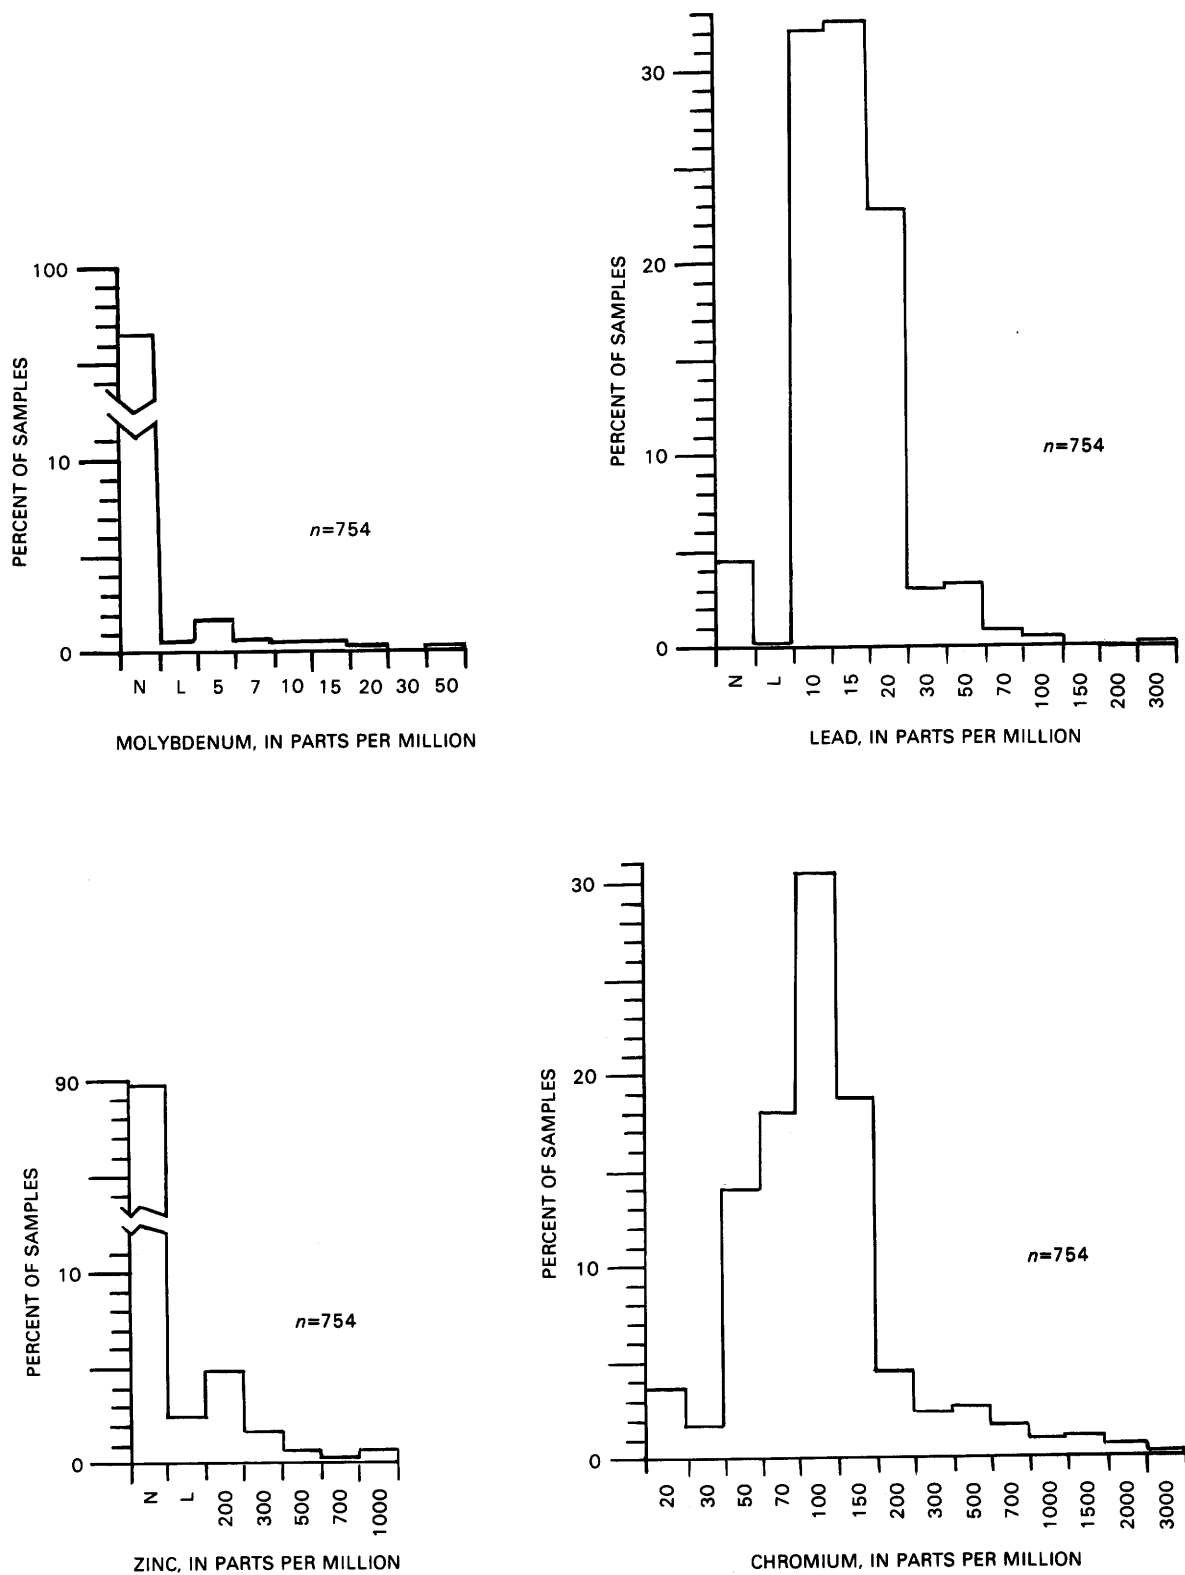 100
10
0
PERCENT OF SAMPLES
n=754
N L 5 7 10 15 20 30 50
MOLYBDENUM, IN PARTS PER MILLION
30
20
10
0
PERCENT OF SAMPLES
n=754
N L 10 15 20 30 50 70 100 150 200 300
LEAD, IN PARTS PER MILLION
90
10
0
PERCENT OF SAMPLES
n=754
N L 200 300 500 700 1000
ZINC, IN PARTS PER MILLION
30
20
10
0
PERCENT OF SAMPLES
n=754
20 30 50 70 100 150 200 300 500 700 1000 1500 2000 3000
CHROMIUM, IN PARTS PER MILLION